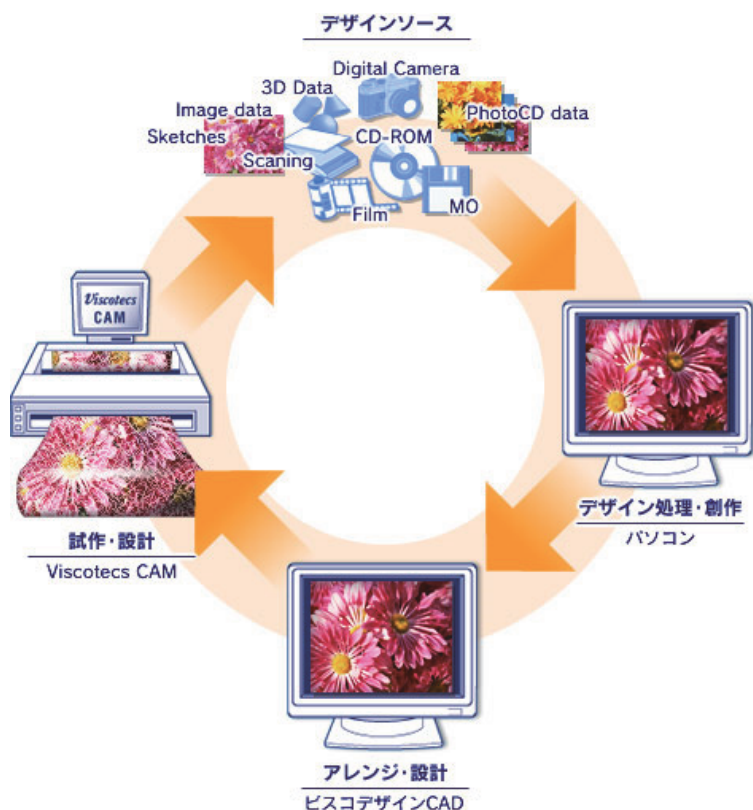 デザインソース
Digital Camera
3D Data
Image data
PhotoCD data
Sketches
CD-ROM
Scaning
MO
Film
Viscotecs
CAM
デザイン処理・創作
パソコン
試作・設計
Viscotecs CAM
アレンジ・設計
ビスコデザインCAD